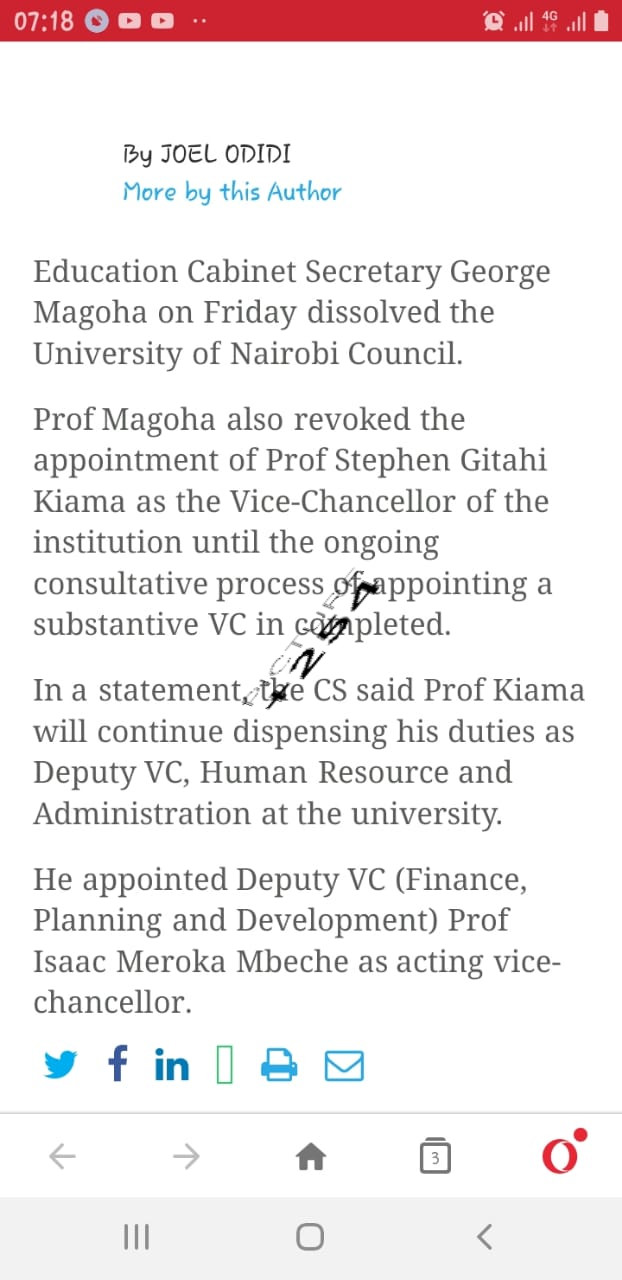 07:18
4G
By JOEL ODIDI
More by this Author
Education Cabinet Secretary George
Magoha on Friday dissolved the
University of Nairobi Council.
Prof Magoha also revoked the
appointment of Prof Stephen Gitahi
Kiama as the Vice-Chancellor of the
institution until the ongoing
consultative process of appointing a
substantive VC in completed.
In a statement, the CS said Prof Kiama
will continue dispensing his duties as
Deputy VC, Human Resource and
Administration at the university.
He appointed Deputy VC (Finance,
Planning and Development) Prof
Isaac Meroka Mbeche as acting vice-
chancellor.
3